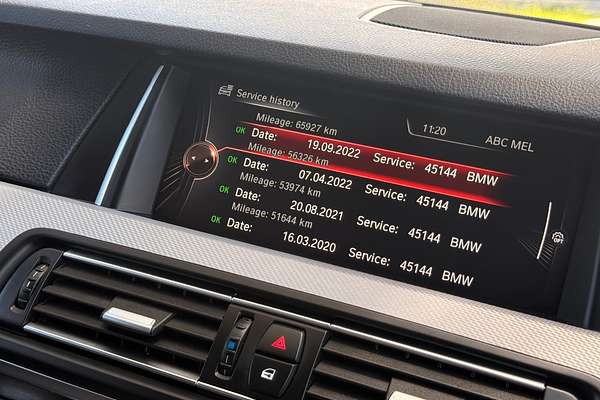 Service history
11:20
ABC MEL
Mileage: 65927 km
OK Date: 19.09.2022 Service: 45144 BMW
Mileage: 56326 km
OK Date: 07.04.2022 Service: 45144 BMW
Mileage: 53974 km
OK Date: 20.08.2021 Service: 45144 BMW
Mileage: 51644 km
OK Date: 16.03.2020 Service: 45144 BMW
OFF